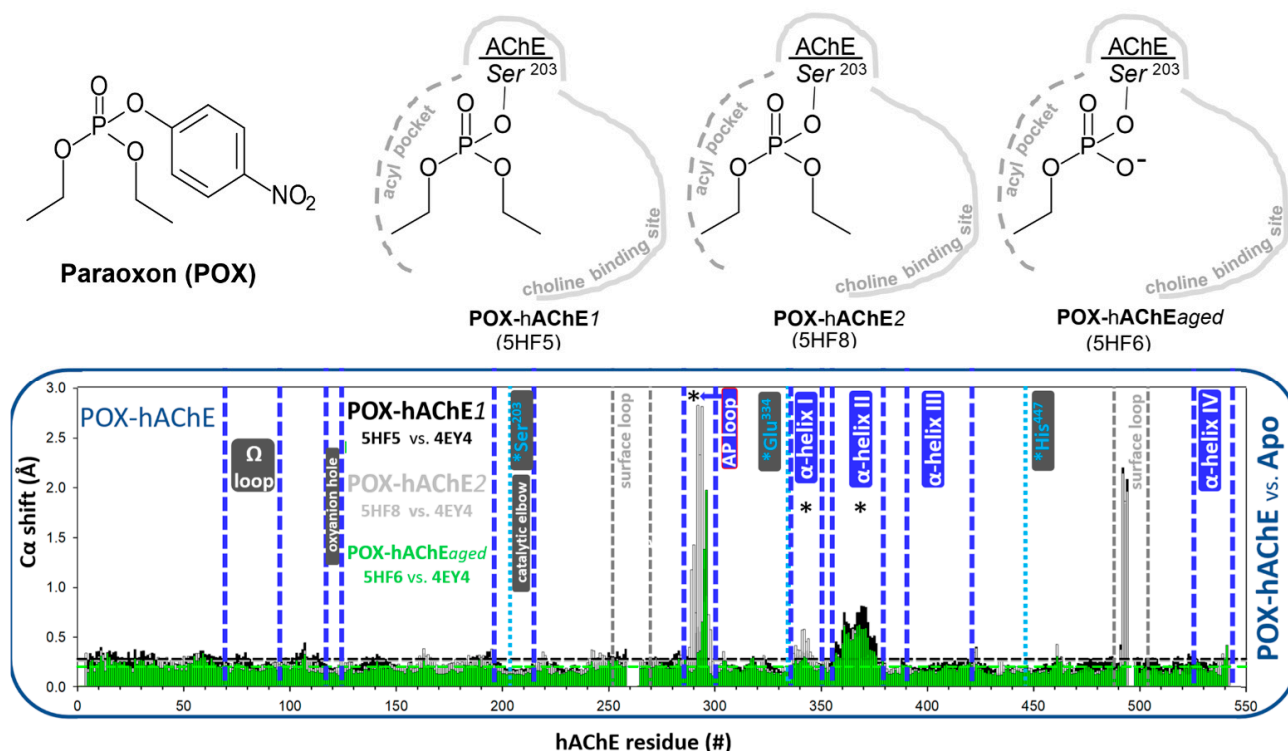 O
P
O
O
O
NO₂
Paraoxon (POX)
AChE
Ser 203
acyl pocket
O
O
P
O
O
choline binding site
POX-hAChE1
(5HF5)
AChE
Ser 203
acyl pocket
O
O
P
O
O
choline binding site
POX-hAChE2
(5HF8)
AChE
Ser 203
acyl pocket
O
O
P
O
O-
choline binding site
POX-hAChEaged
(5HF6)
POX-hAChE
Ω
loop
oxyanion hole
POX-hAChE1
5HF5 vs. 4EY4
POX-hAChE2
5HF8 vs. 4EY4
POX-hAChEaged
5HF6 vs. 4EY4
*Ser203
catalytic elbow
surface loop
*
AP loop
*Glu334
α-helix I
*
α-helix II
*
α-helix III
*His447
surface loop
α-helix IV
POX-hAChE vs. Apo
Cα shift (Å)
3.0
2.5
2.0
1.5
1.0
0.5
0.0
0 50 100 150 200 250 300 350 400 450 500 550
hAChE residue (#)